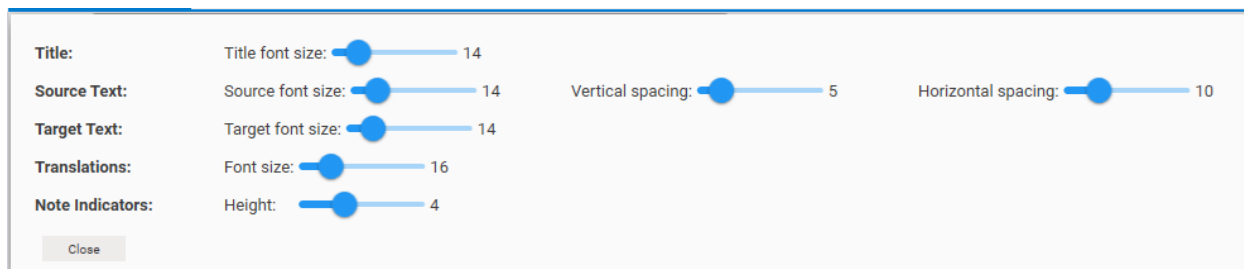 Title: Title font size: 14
Source Text: Source font size: 14 Vertical spacing: 5 Horizontal spacing: 10
Target Text: Target font size: 14
Translations: Font size: 16
Note Indicators: Height: 4
Close